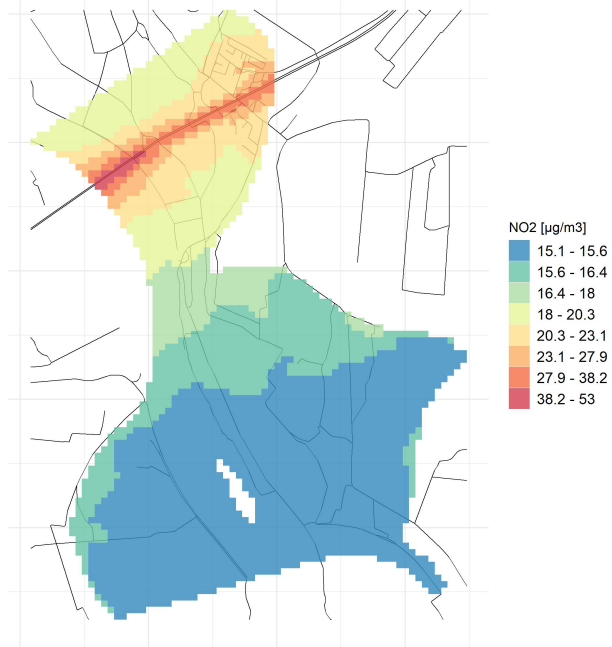 NO2 [µg/m3]
15.1 - 15.6
15.6 - 16.4
16.4 - 18
18 - 20.3
20.3 - 23.1
23.1 - 27.9
27.9 - 38.2
38.2 - 53